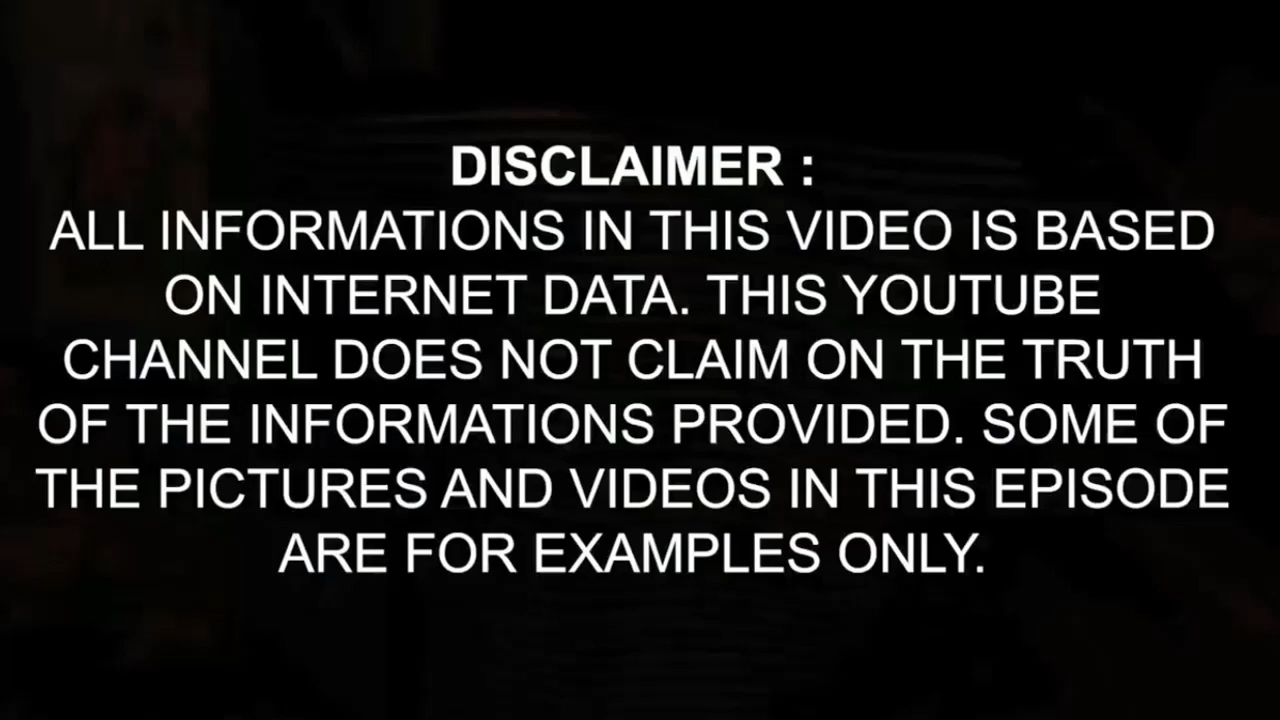 DISCLAIMER :
ALL INFORMATIONS IN THIS VIDEO IS BASED
ON INTERNET DATA. THIS YOUTUBE
CHANNEL DOES NOT CLAIM ON THE TRUTH
OF THE INFORMATIONS PROVIDED. SOME OF
THE PICTURES AND VIDEOS IN THIS EPISODE
ARE FOR EXAMPLES ONLY.